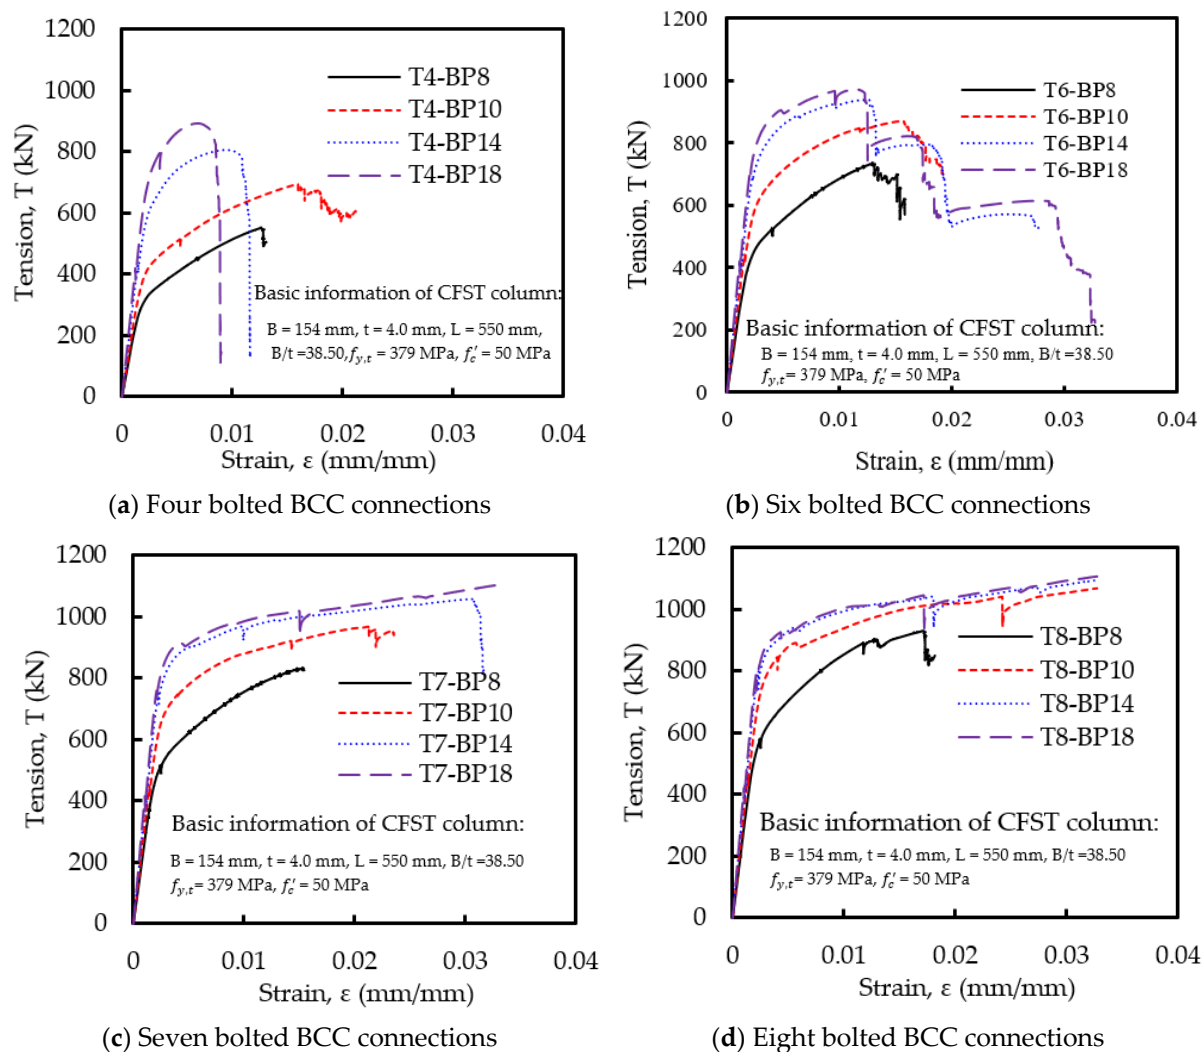 1200
1000
800
600
400
200
0
Tension, T (kN)
T4-BP8
T4-BP10
T4-BP14
T4-BP18
Basic information of CFST column:
B = 154 mm, t = 4.0 mm, L = 550 mm,
B/t=38.50,fy,t = 379 MPa, fc′ = 50 MPa
0 0.01 0.02 0.03 0.04
Strain, ε (mm/mm)
(a) Four bolted BCC connections
1200
1000
800
600
400
200
0
Tension, T (kN)
T6-BP8
T6-BP10
T6-BP14
T6-BP18
Basic information of CFST column:
B = 154 mm, t = 4.0 mm, L = 550 mm, B/t =38.50
fy,t = 379 MPa, fc′ = 50 MPa
0 0.01 0.02 0.03 0.04
Strain, ε (mm/mm)
(b) Six bolted BCC connections
1200
1000
800
600
400
200
0
Tension, T (kN)
T7-BP8
T7-BP10
T7-BP14
T7-BP18
Basic information of CFST column:
B = 154 mm, t = 4.0 mm, L = 550 mm, B/t =38.50
fy,t = 379 MPa, fc′ = 50 MPa
0 0.01 0.02 0.03 0.04
Strain, ε (mm/mm)
(c) Seven bolted BCC connections
1200
1000
800
600
400
200
0
Tension, T (kN)
T8-BP8
T8-BP10
T8-BP14
T8-BP18
Basic information of CFST column:
B = 154 mm, t = 4.0 mm, L = 550 mm, B/t =38.50
fy,t = 379 MPa, fc′ = 50 MPa
0 0.01 0.02 0.03 0.04
Strain, ε (mm/mm)
(d) Eight bolted BCC connections